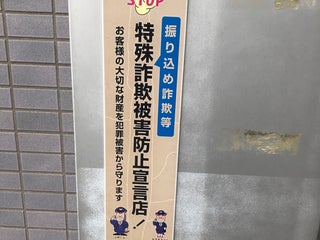 STOP
振り込め詐欺等
特殊詐欺被害防止宣言店!
お客様の大切な財産を犯罪被害から守ります